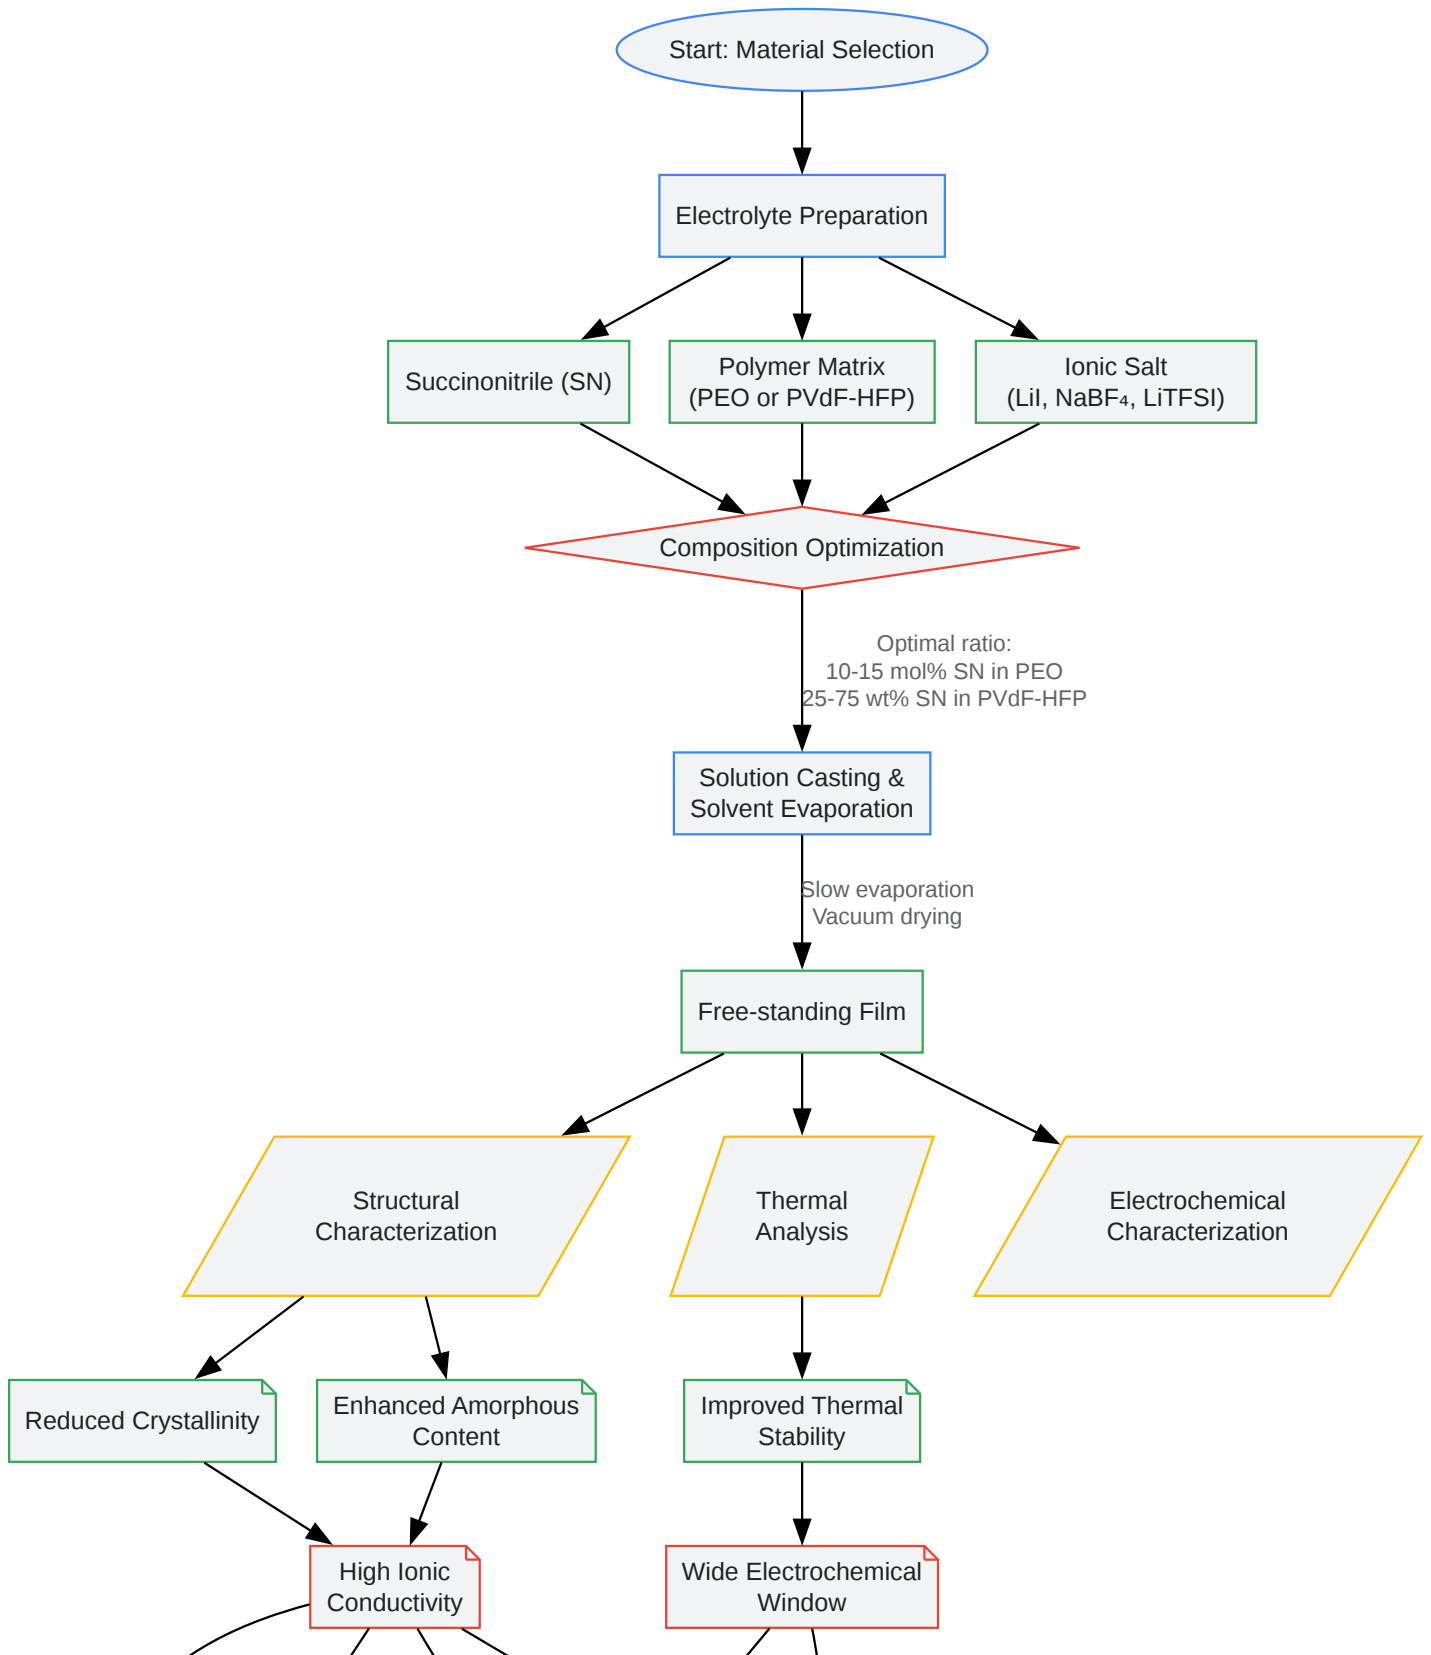 Start: Material Selection
Electrolyte Preparation
Succinonitrile (SN)
Polymer Matrix
(PEO or PVdF-HFP)
Ionic Salt
(LiI, NaBF₄, LiTFSI)
Composition Optimization
Optimal ratio:
10-15 mol% SN in PEO
25-75 wt% SN in PVdF-HFP
Solution Casting &
Solvent Evaporation
Slow evaporation
Vacuum drying
Free-standing Film
Structural
Characterization
Thermal
Analysis
Electrochemical
Characterization
Reduced Crystallinity
Enhanced Amorphous
Content
Improved Thermal
Stability
High Ionic
Conductivity
Wide Electrochemical
Window